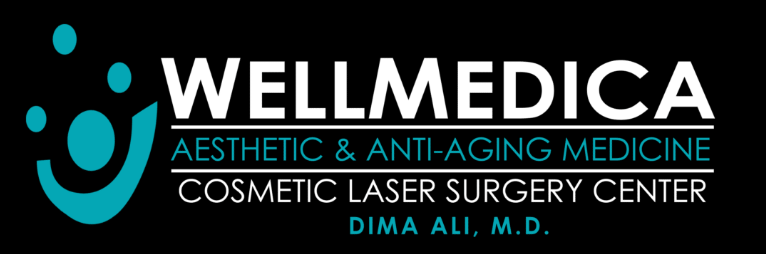 WELLMEDICA
AESTHETIC & ANTI-AGING MEDICINE
COSMETIC LASER SURGERY CENTER
DIMA ALI, M.D.